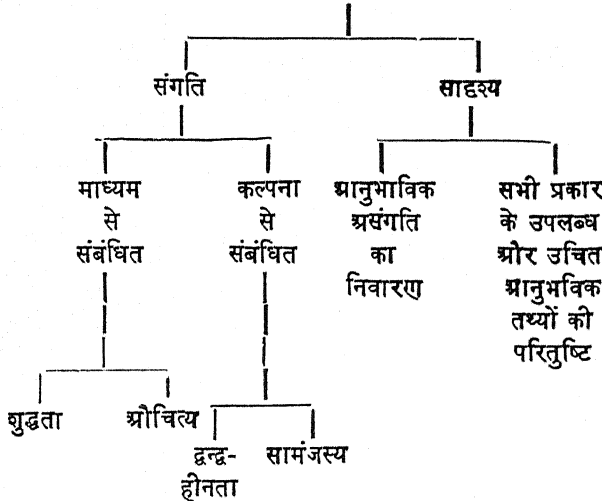 संगति
सादृश्य
माध्यम
से
संबंधित
कल्पना
से
संबंधित
आनुभाविक
असंगति
का
निवारण
सभी प्रकार
के उपलब्ध
और उचित
आनुभविक
तथ्यों की
परितुष्टि
शुद्धता
औचित्य
द्वन्द्व-
हीनता
सामंजस्य